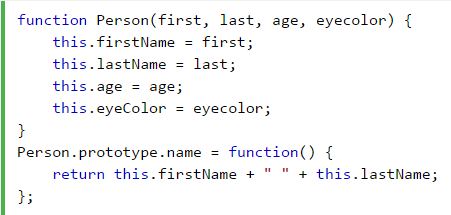 function Person(first, last, age, eyecolor) {
    this.firstName = first;
    this.lastName = last;
    this.age = age;
    this.eyeColor = eyecolor;
}
Person.prototype.name = function() {
    return this.firstName + " " + this.lastName;
};